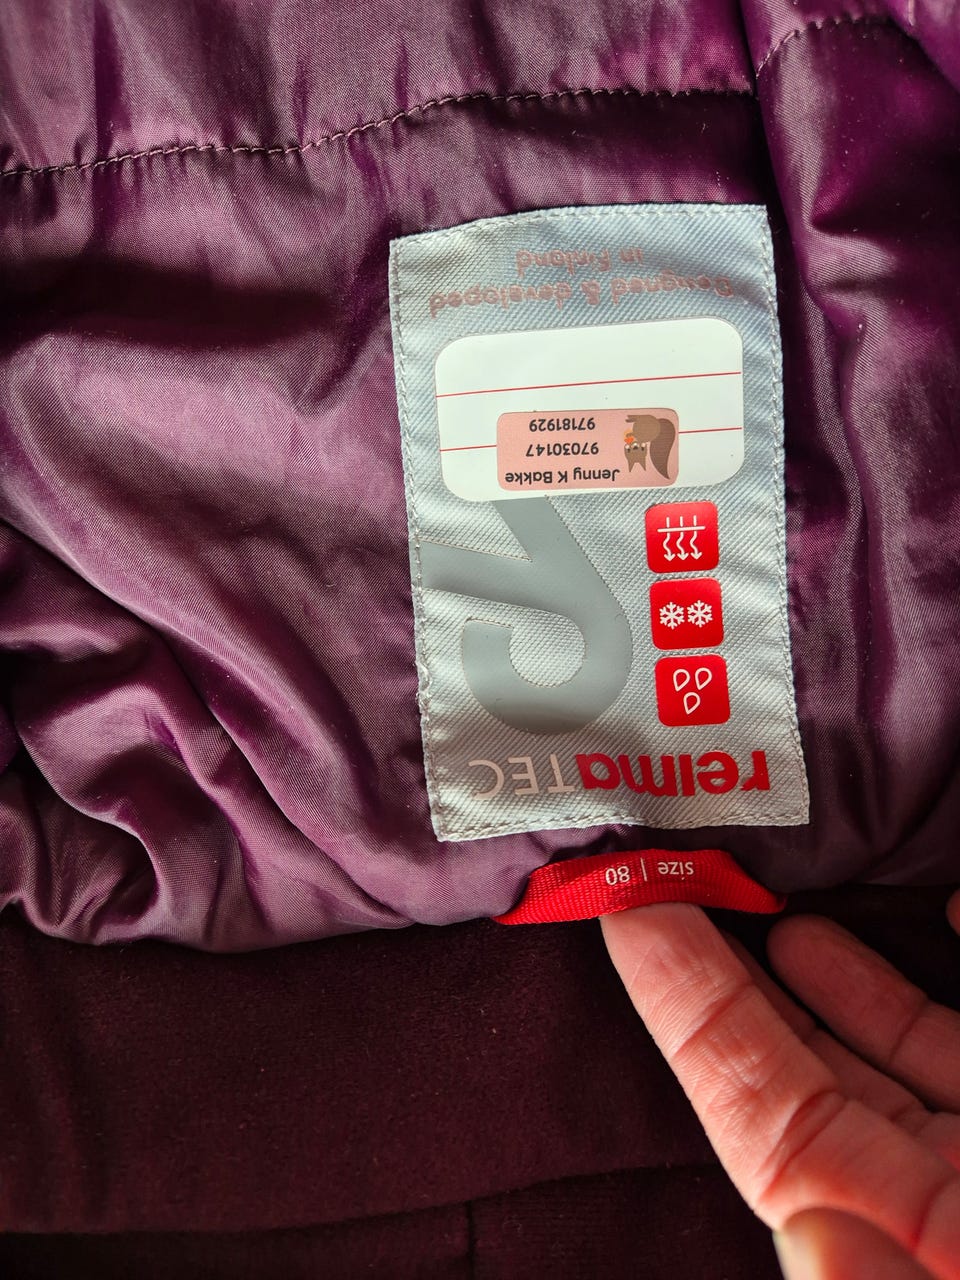 size | 80
reimaTEC
Jenny K Bakke
97030147
97181929
Designed & developed
in Finland